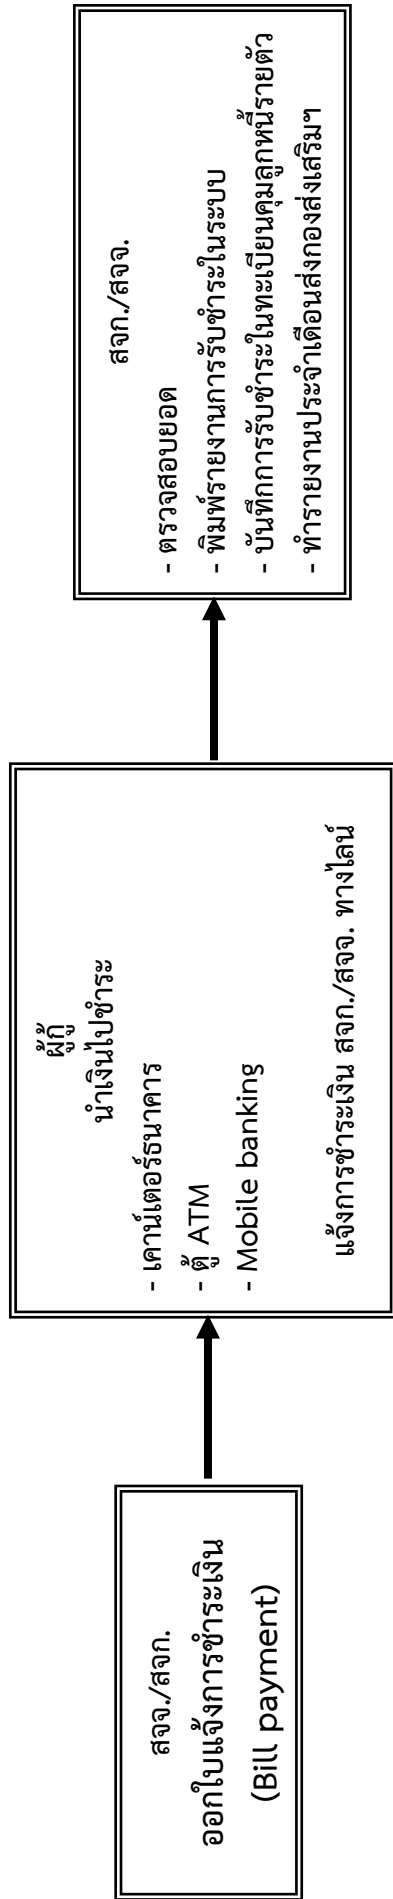 สจจ./สจก.
ออกใบแจ้งการชำระเงิน
(Bill payment)
ผู้กู้
นำเงินไปชำระ
- เคาน์เตอร์ธนาคาร
- ตู้ ATM
- Mobile banking
แจ้งการชำระเงิน สจก./สจจ. ทางไลน์
สจก./สจจ.
- ตรวจสอบยอด
- พิมพ์รายงานการรับชำระในระบบ
- บันทึกการรับชำระในทะเบียนคุมลูกหนี้รายตัว
- ทำรายงานประจำเดือนส่งกองส่งเสริมฯ